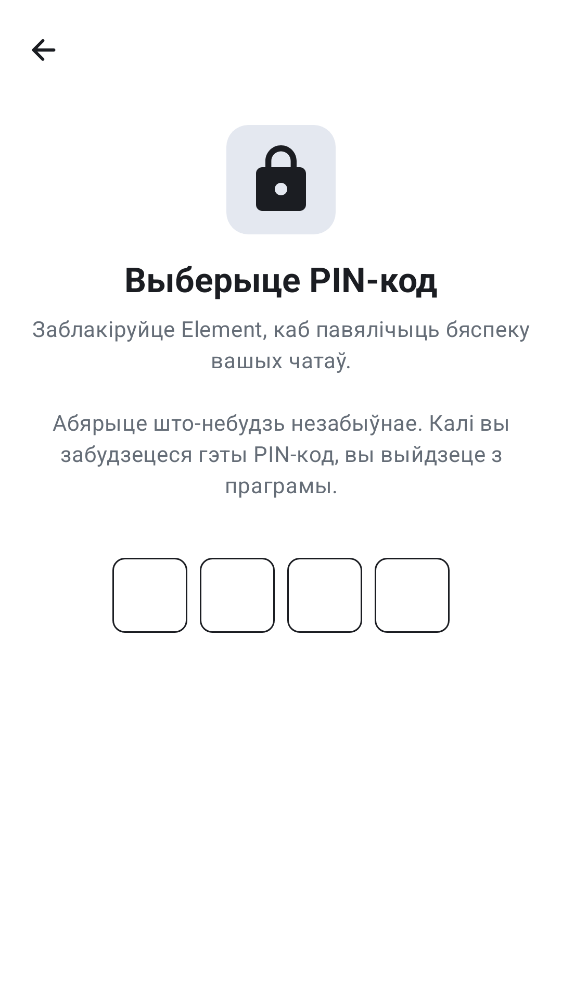 Выберыце PIN-код
Заблакіруйце Element, каб павялічыць бяспеку
вашых чатаў.
Абярыце што-небудзь незабыўнае. Калі вы
забудзецеся гэты PIN-код, вы выйдзеце з
праграмы.